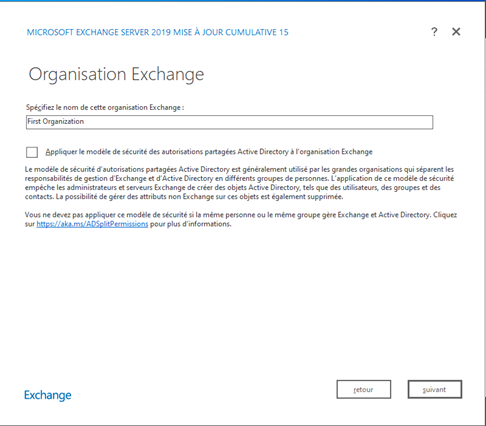 MICROSOFT EXCHANGE SERVER 2019 MISE À JOUR CUMULATIVE 15
?
Organisation Exchange
Spécifiez le nom de cette organisation Exchange :
First Organization
Appliquer le modèle de sécurité des autorisations partagées Active Directory à l'organisation Exchange
Le modèle de sécurité d'autorisations partagées Active Directory est généralement utilisé par les grandes organisations qui séparent les
responsabilités de gestion d'Exchange et d'Active Directory en différents groupes de personnes. L'application de ce modèle de sécurité
empêche les administrateurs et serveurs Exchange de créer des objets Active Directory, tels que des utilisateurs, des groupes et des
contacts. La possibilité de gérer des attributs non Exchange sur ces objets est également supprimée.
Vous ne devez pas appliquer ce modèle de sécurité si la même personne ou le même groupe gère Exchange et Active Directory. Cliquez
sur https://aka.ms/ADSplitPermissions pour plus d'informations.
Exchange
retour
suivant